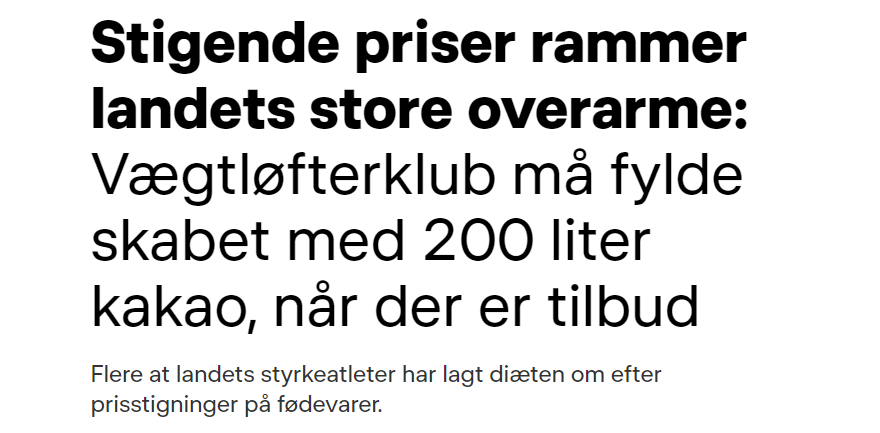 Stigende priser rammer
landets store overarme:
Vægtløfterklub må fylde
skabet med 200 liter
kakao, når der er tilbud
Flere at landets styrkeatleter har lagt diæten om efter
prisstigninger på fødevarer.